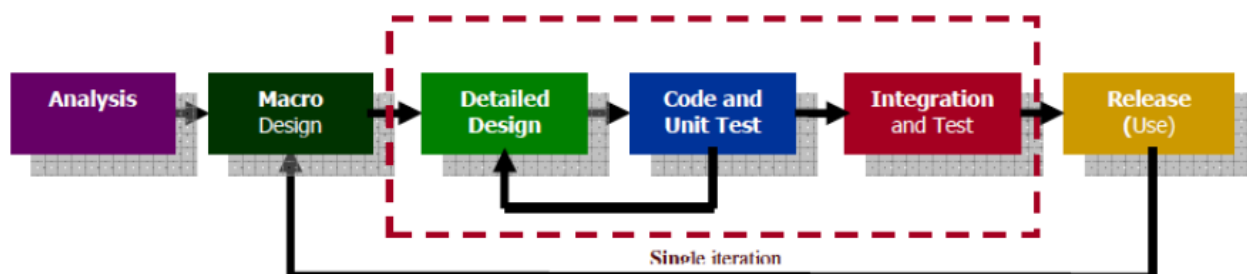 Analysis
Macro
Design
Detailed
Design
Code and
Unit Test
Integration
and Test
Release
(Use)
Single iteration